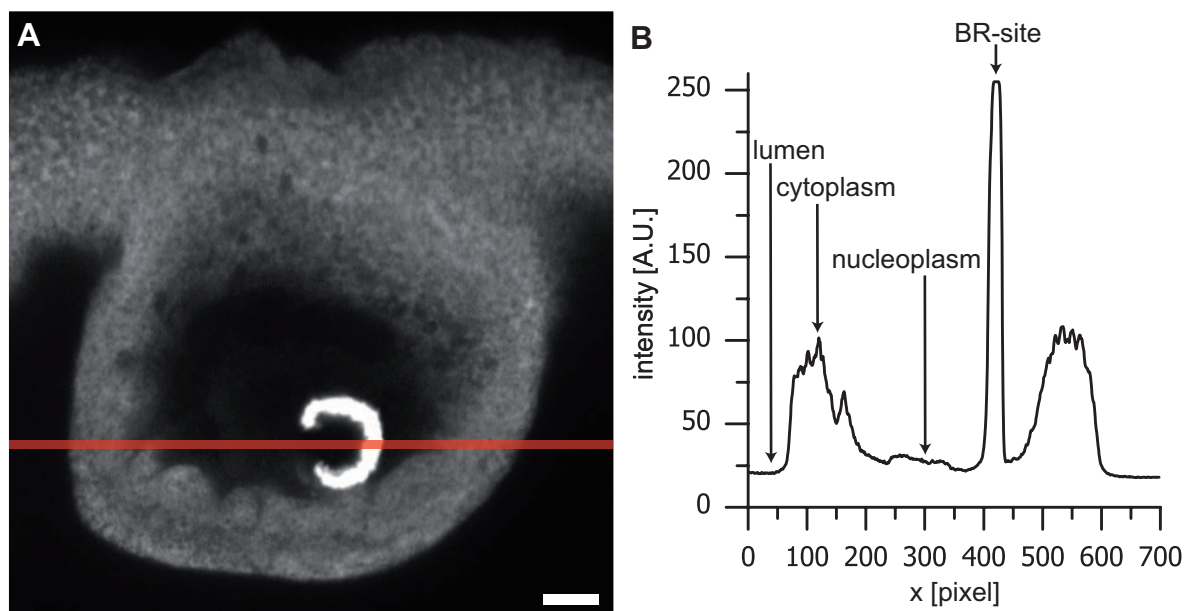 A
B
BR-site
250
lumen
200
cytoplasm
nucleoplasm
150
intensity [A.U.]
100
50
0
0 100 200 300 400 500 600 700
x [pixel]